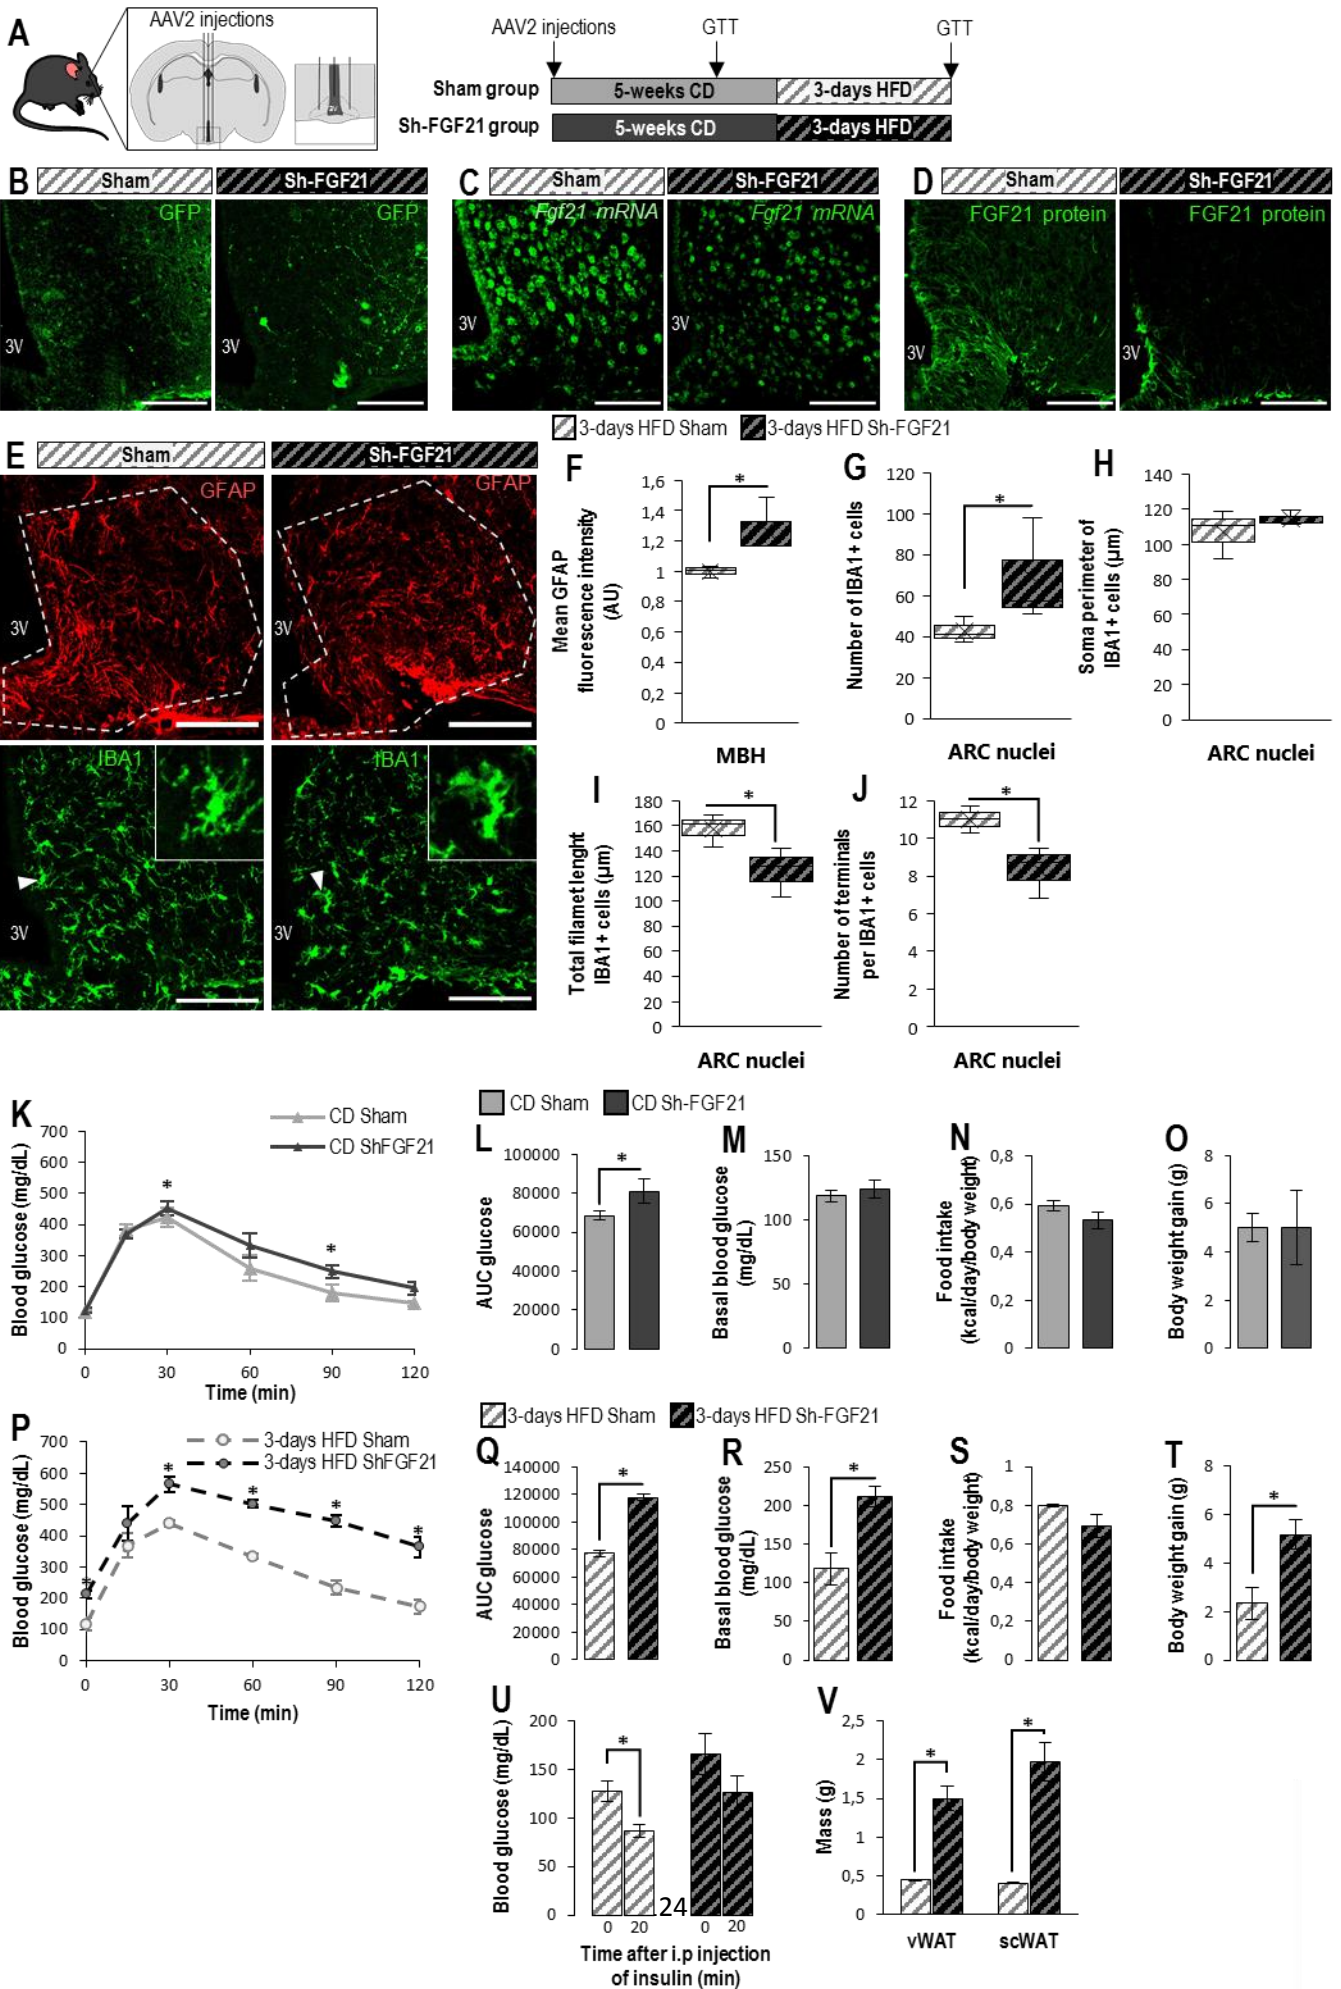 A
AAV2 injections
3V
AAV2 injections
GTT
GTT
Sham group
5-weeks CD
3-days HFD
Sh-FGF21 group
5-weeks CD
3-days HFD
B
Sham
Sh-FGF21
GFP
GFP
3V
3V
C
Sham
Sh-FGF21
Fgf21 mRNA
Fgf21 mRNA
3V
3V
D
Sham
Sh-FGF21
FGF21 protein
FGF21 protein
3V
3V
3-days HFD Sham
3-days HFD Sh-FGF21
E
Sham
Sh-FGF21
GFAP
GFAP
3V
3V
IBA1
IBA1
3V
3V
F
Mean GFAP
fluorescence intensity
(AU)
1,6
1,4
1,2
1
0,8
0,6
0,4
0,2
0
*
MBH
G
Number of IBA1+ cells
120
100
80
60
40
20
0
*
ARC nuclei
H
Soma perimeter of
IBA1+ cells (µm)
140
120
100
80
60
40
20
0
ARC nuclei
I
Total filamet lenght
IBA1+ cells (µm)
180
160
140
120
100
80
60
40
20
0
*
ARC nuclei
J
Number of terminals
per IBA1+ cells
12
10
8
6
4
2
0
*
ARC nuclei
K
CD Sham
CD ShFGF21
Blood glucose (mg/dL)
700
600
500
400
300
200
100
0
*
*
0 30 60 90 120
Time (min)
CD Sham
CD Sh-FGF21
L
AUC glucose
100000
80000
60000
40000
20000
0
*
M
Basal blood glucose
(mg/dL)
150
100
50
0
N
Food intake
(kcal/day/body weight)
0,8
0,6
0,4
0,2
0
O
Body weight gain (g)
8
6
4
2
0
P
3-days HFD Sham
3-days HFD ShFGF21
Blood glucose (mg/dL)
700
600
500
400
300
200
100
0
*
*
*
*
*
0 30 60 90 120
Time (min)
3-days HFD Sham
3-days HFD Sh-FGF21
Q
AUC glucose
140000
120000
100000
80000
60000
40000
20000
0
*
R
Basal blood glucose
(mg/dL)
250
200
150
100
50
0
*
S
Food intake
(kcal/day/body weight)
1
0,8
0,6
0,4
0,2
0
T
Body weight gain (g)
8
6
4
2
0
*
U
Blood glucose (mg/dL)
200
150
100
50
0
*
24
0 20 0 20
Time after i.p injection
of insulin (min)
V
Mass (g)
2,5
2
1,5
1
0,5
0
*
*
vWAT scWAT